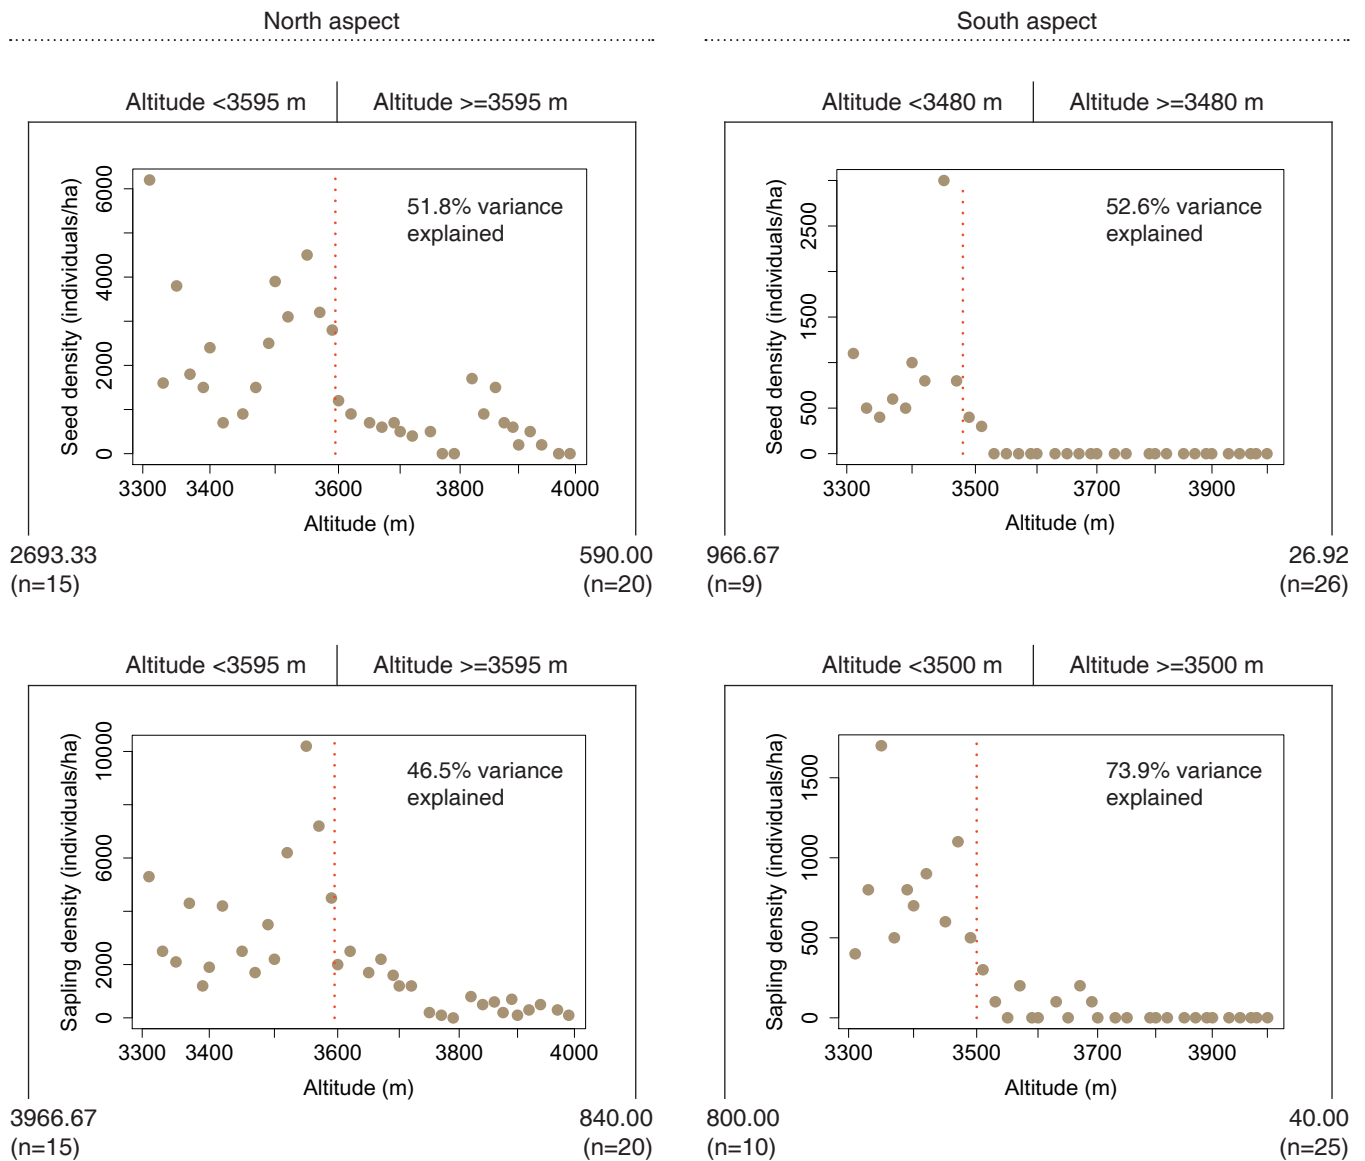 North aspect
South aspect
Altitude <3595 m
Altitude >=3595 m
Seed density (individuals/ha)
6000
4000
2000
0
51.8% variance
explained
3300 3400 3600 3800 4000
Altitude (m)
2693.33
(n=15)
590.00
(n=20)
Altitude <3480 m
Altitude >=3480 m
Seed density (individuals/ha)
2500
1500
500
0
52.6% variance
explained
3300 3500 3700 3900
Altitude (m)
966.67
(n=9)
26.92
(n=26)
Altitude <3595 m
Altitude >=3595 m
Sapling density (individuals/ha)
10000
6000
2000
0
46.5% variance
explained
3300 3400 3600 3800 4000
Altitude (m)
3966.67
(n=15)
840.00
(n=20)
Altitude <3500 m
Altitude >=3500 m
Sapling density (individuals/ha)
1500
1000
500
0
73.9% variance
explained
3300 3500 3700 3900
Altitude (m)
800.00
(n=10)
40.00
(n=25)